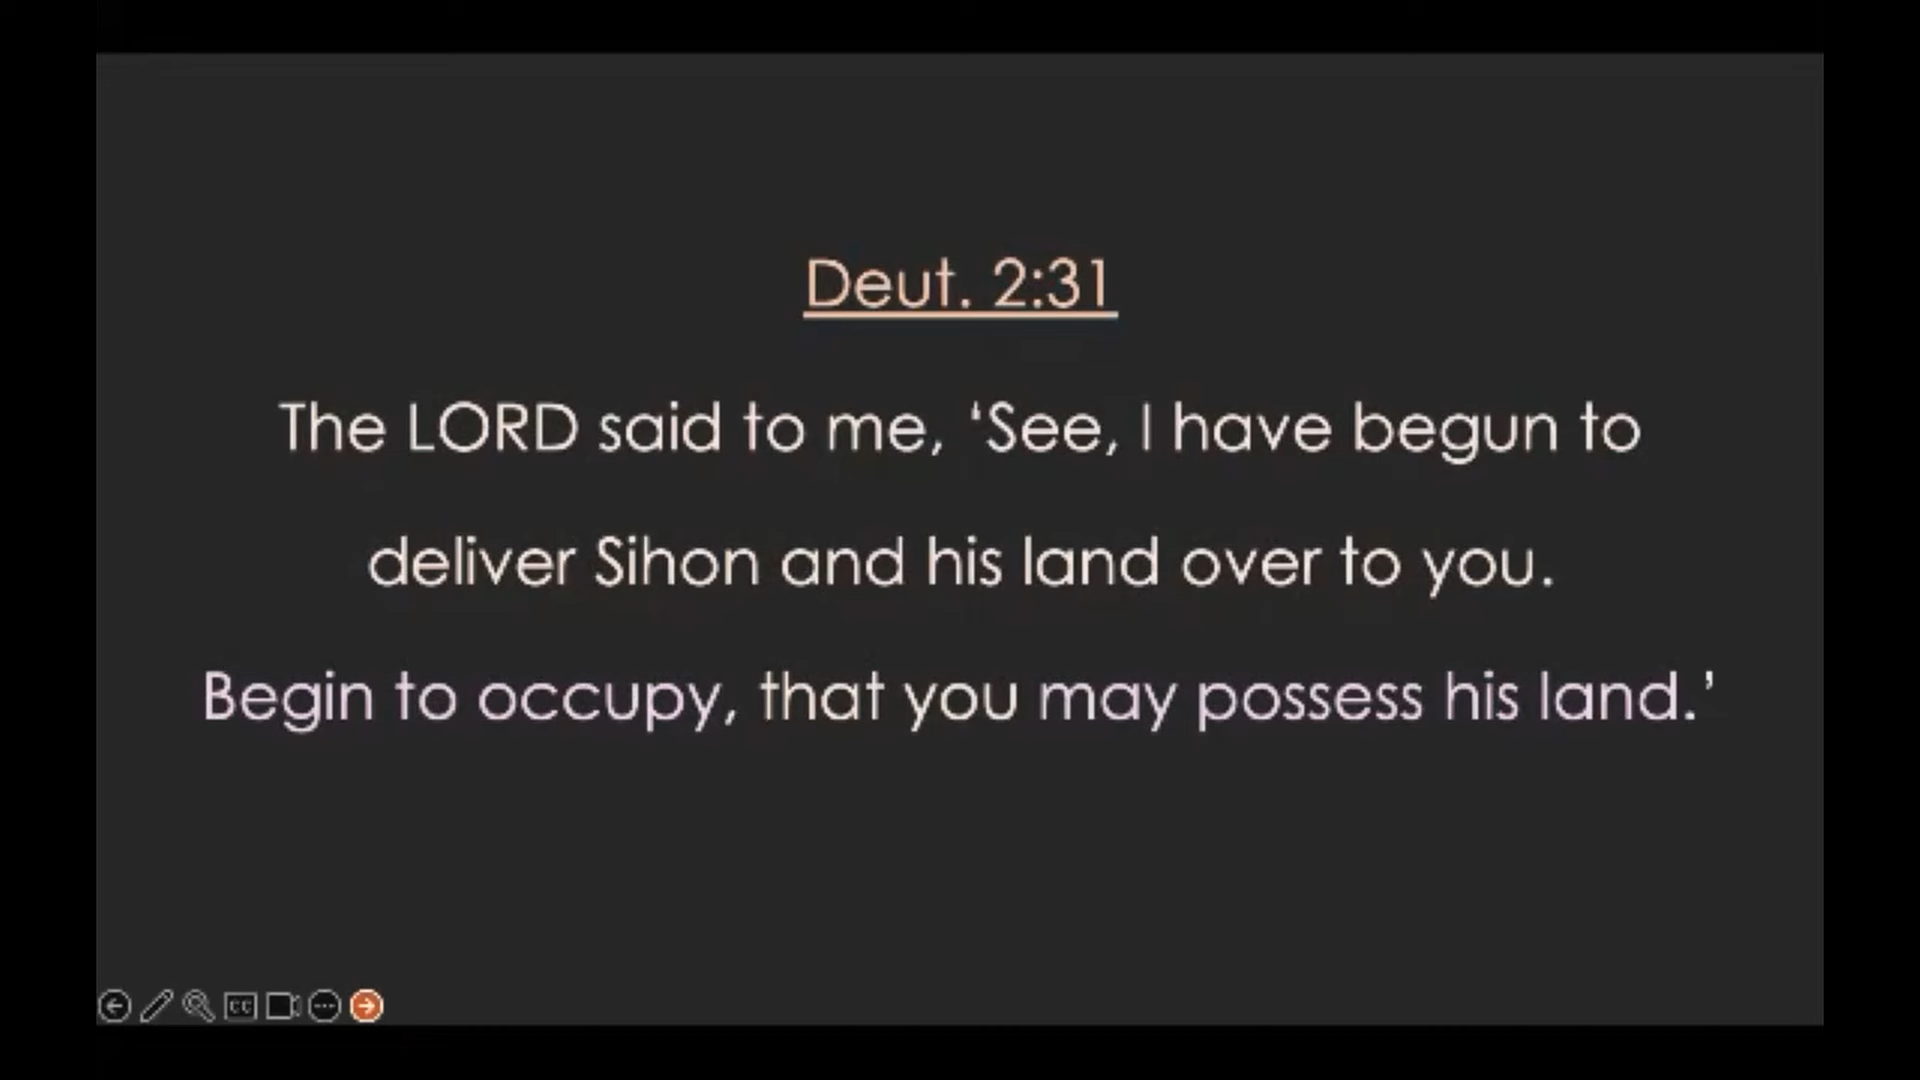 Deut. 2:31
The LORD said to me, ‘See, I have begun to
deliver Sihon and his land over to you.
Begin to occupy, that you may possess his land.’
CC